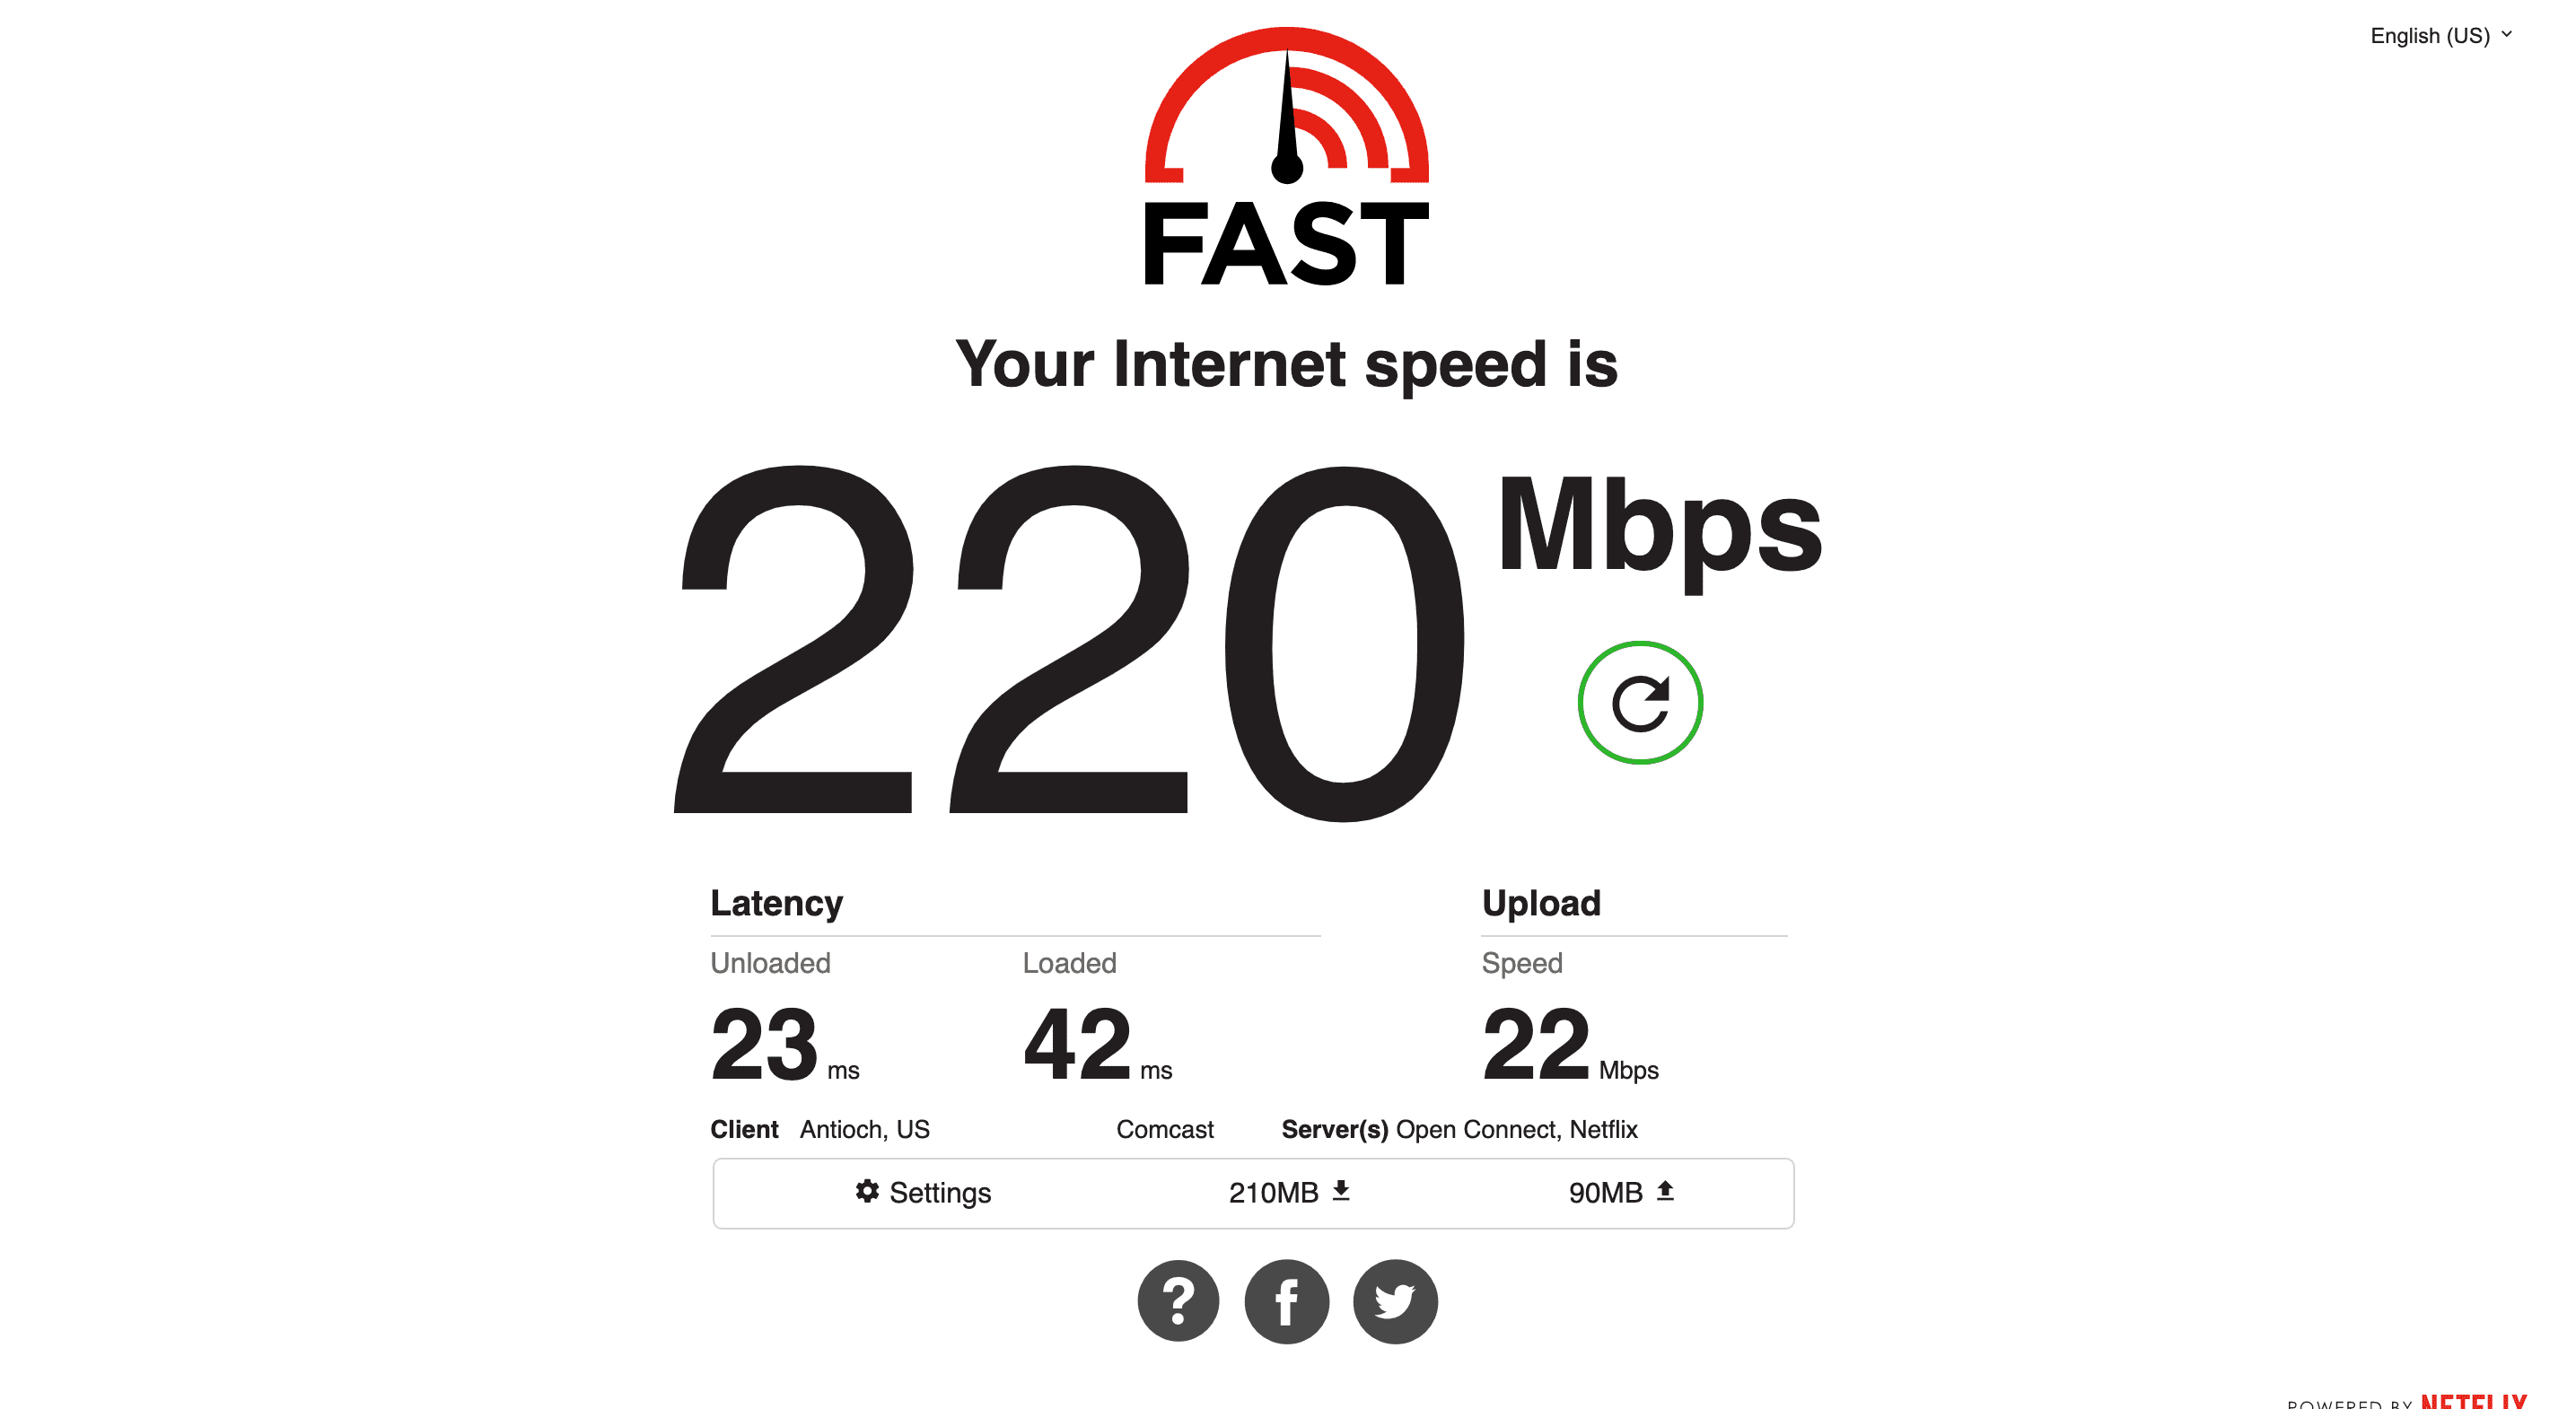 English (US)
FAST
Your Internet speed is
220 Mbps
Latency
Upload
Unloaded Loaded Speed
23 ms 42 ms 22 Mbps
Client Antioch, US Comcast Server(s) Open Connect, Netflix
Settings 210MB 90MB
?
f
POWERED BY NETFLIX